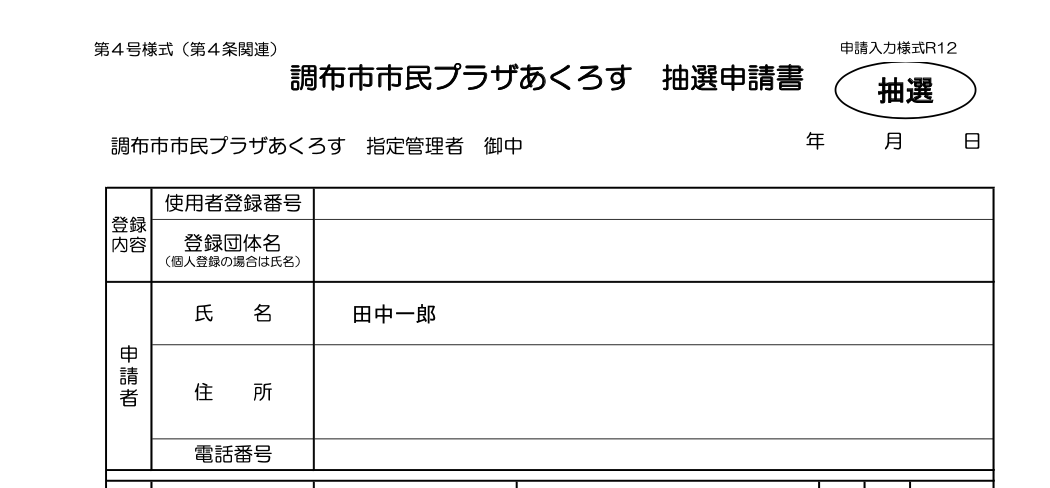 第４号様式（第４条関連）
申請入力様式R12
調布市市民プラザあくろす　抽選申請書
抽選
調布市市民プラザあくろす　指定管理者　御中
年　月　日
登録内容
使用者登録番号
登録団体名
（個人登録の場合は氏名）
申請者
氏　名
田中一郎
住　所
電話番号